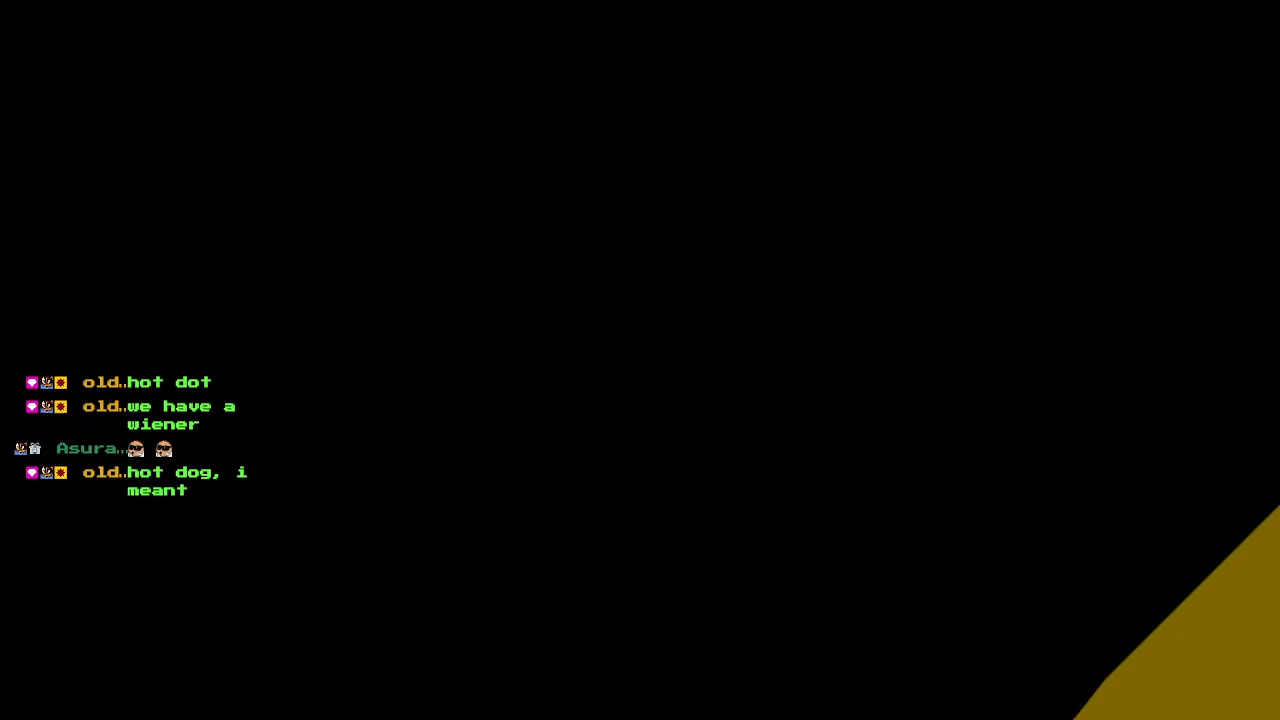 old..hot dot
old..we have a
wiener
Asura..
old..hot dog, i
meant